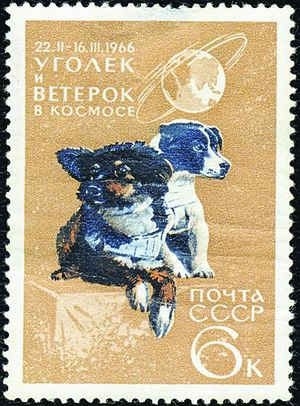 22.II-16.III.1966
УГОЛЕК
И
ВЕТЕРОК
В КОСМОСЕ
ПОЧТА
СССР
6К